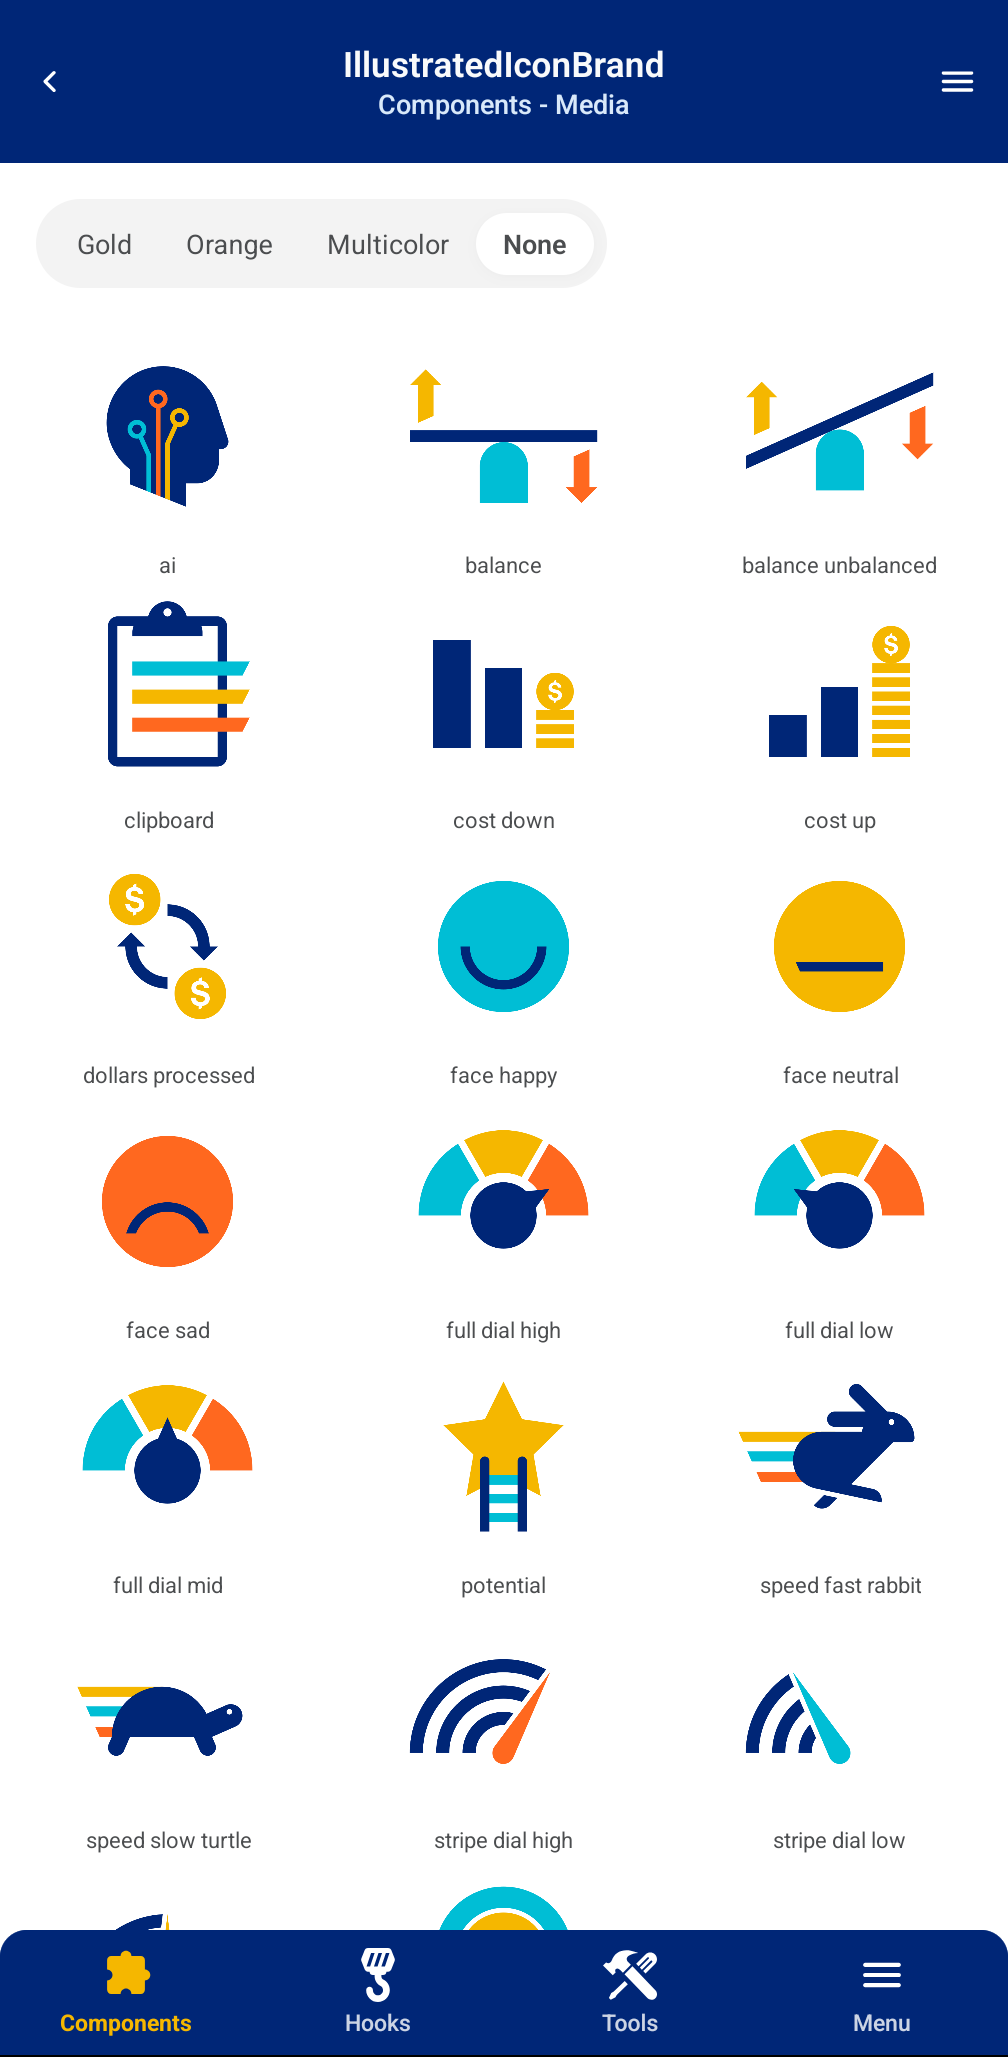 IllustratedIconBrand
Components - Media
Gold Orange Multicolor None
ai balance balance unbalanced
$ $
clipboard cost down cost up
$
$
dollars processed face happy face neutral
face sad full dial high full dial low
full dial mid potential speed fast rabbit
speed slow turtle stripe dial high stripe dial low
Components Hooks Tools Menu